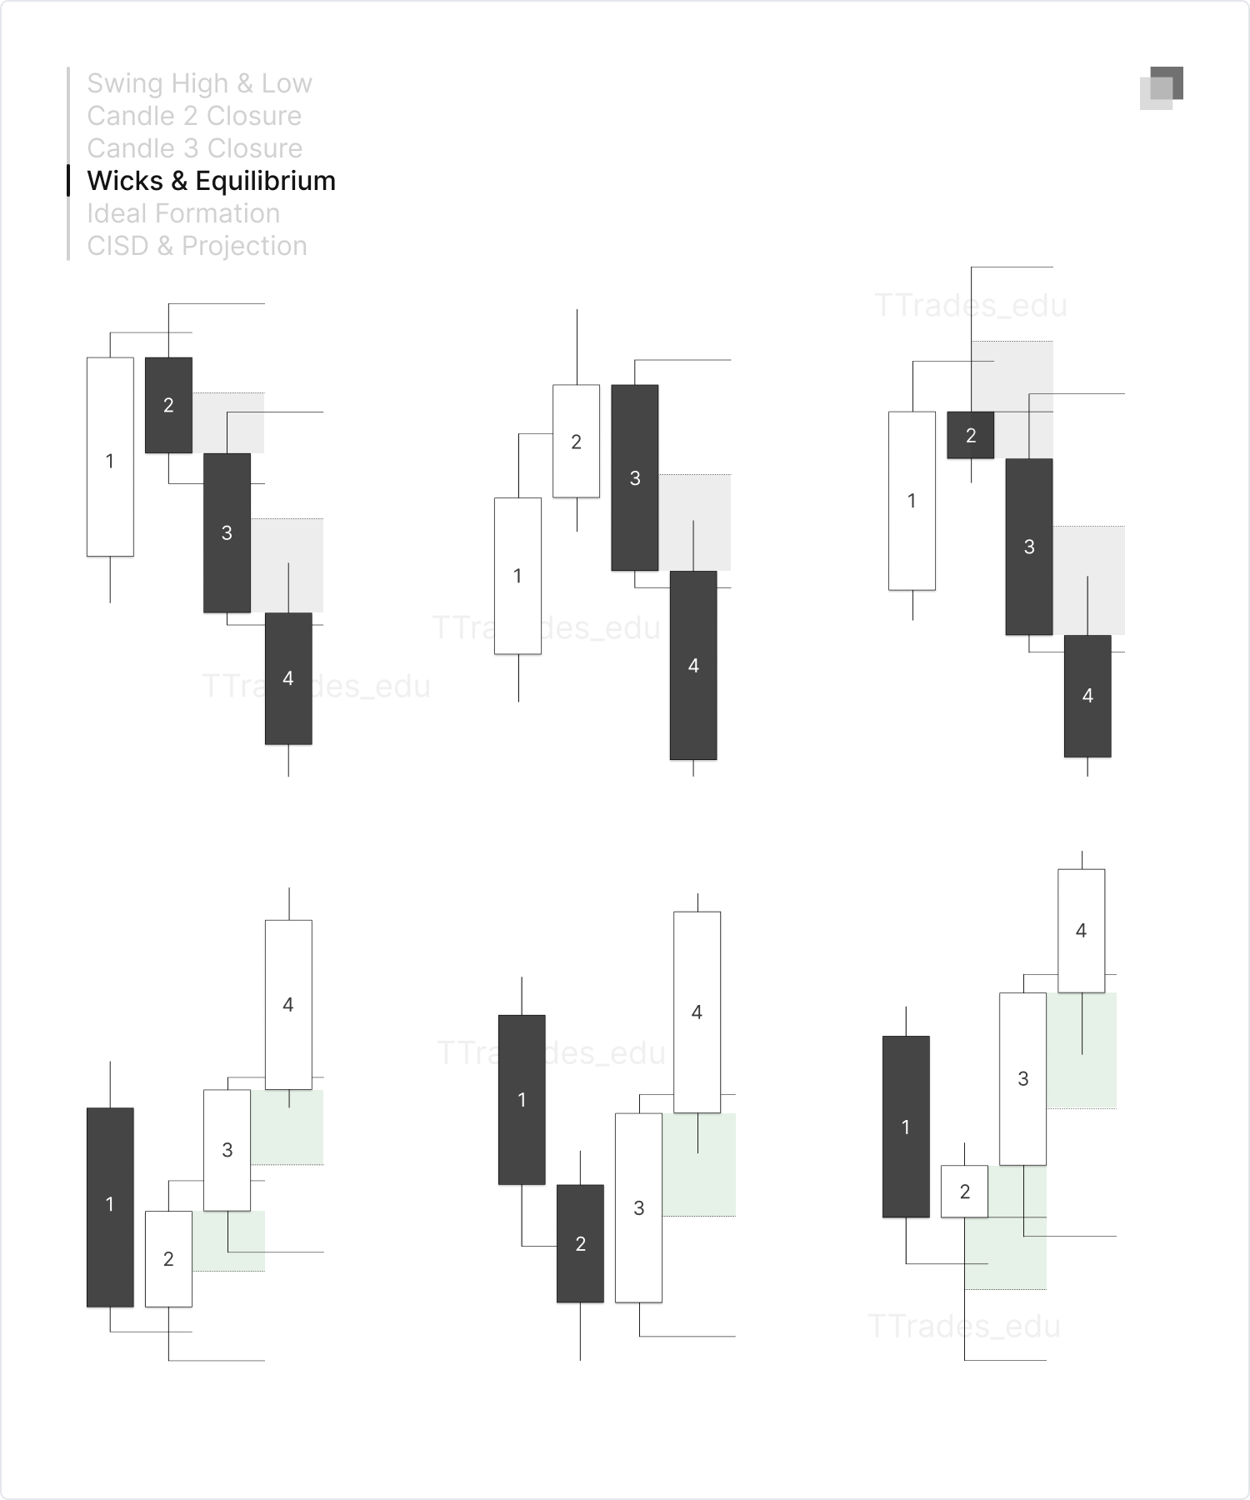 Swing High & Low
Candle 2 Closure
Candle 3 Closure
Wicks & Equilibrium
Ideal Formation
CISD & Projection
TTrades_edu
2
1
3
4
TTrades_edu
2
3
1
4
TTrades_edu
2
1
3
4
4
3
1
2
TTrades_edu
4
1
3
2
4
3
1
2
TTrades_edu